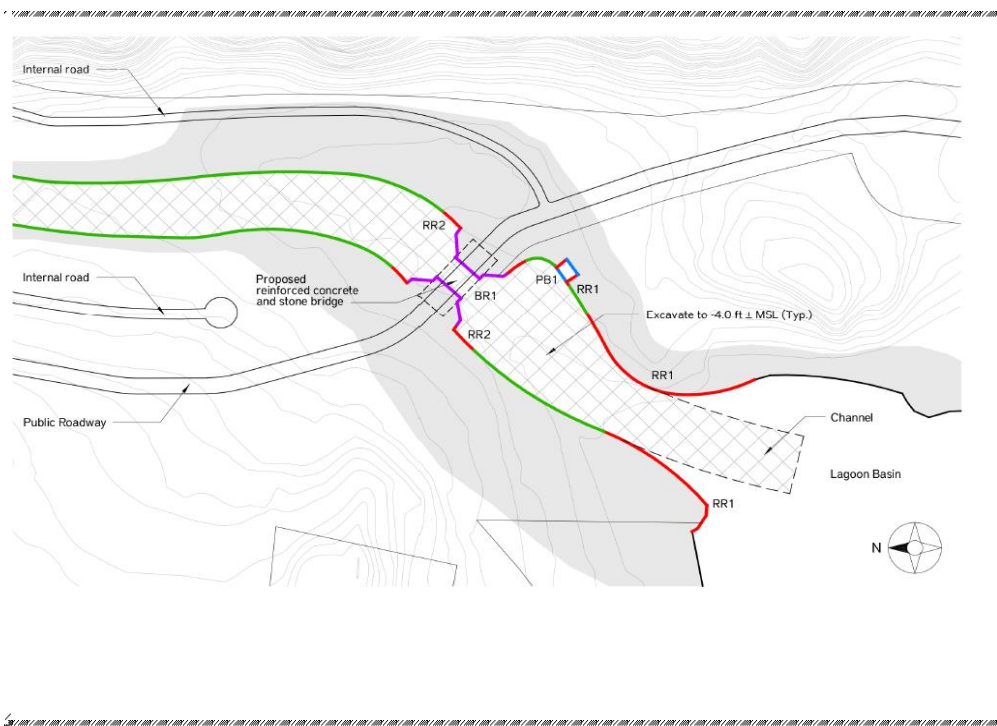 Internal road
RR2
Internal road
Proposed
reinforced concrete
and stone bridge
BR1
PB1
RR1
Excavate to -4.0 ft ± MSL (Typ.)
RR2
RR1
Public Roadway
Channel
Lagoon Basin
RR1
N